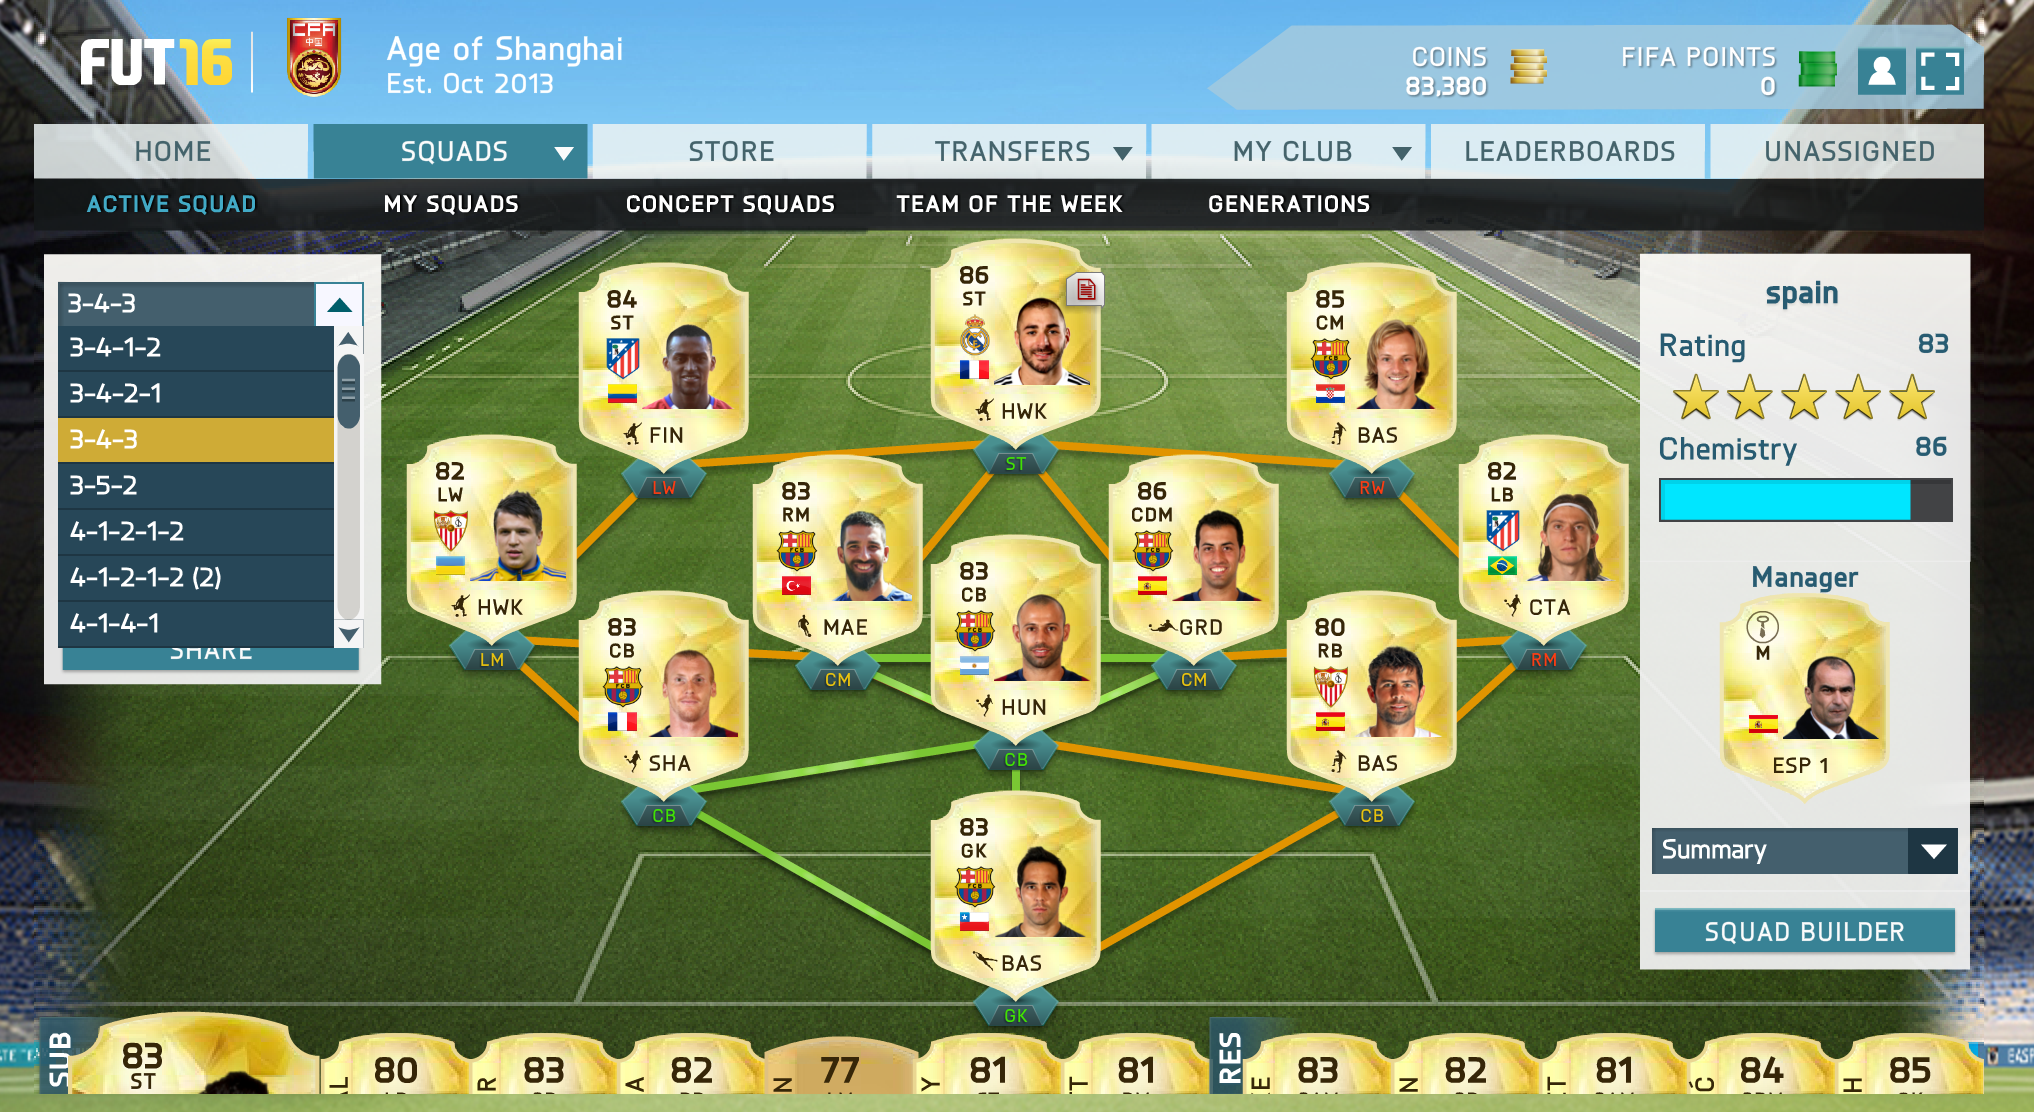 FUT16
CFA
中国
Age of Shanghai
Est. Oct 2013
COINS
83,380
FIFA POINTS
0
HOME
SQUADS
STORE
TRANSFERS
MY CLUB
LEADERBOARDS
UNASSIGNED
ACTIVE SQUAD
MY SQUADS
CONCEPT SQUADS
TEAM OF THE WEEK
GENERATIONS
3-4-3
3-4-1-2
3-4-2-1
3-4-3
3-5-2
4-1-2-1-2
4-1-2-1-2 (2)
4-1-4-1
SHARE
84
ST
FIN
LW
86
ST
HWK
ST
85
CM
BAS
RW
82
LW
HWK
LM
83
RM
MAE
CM
86
CDM
GRD
CM
82
LB
CTA
RM
83
CB
SHA
CB
83
CB
HUN
CB
80
RB
BAS
CB
83
GK
BAS
GK
spain
Rating 83
Chemistry 86
Manager
M
ESP 1
Summary
SQUAD BUILDER
SUB
83
ST
80
83
82
77
81
81
RES
83
82
81
84
85